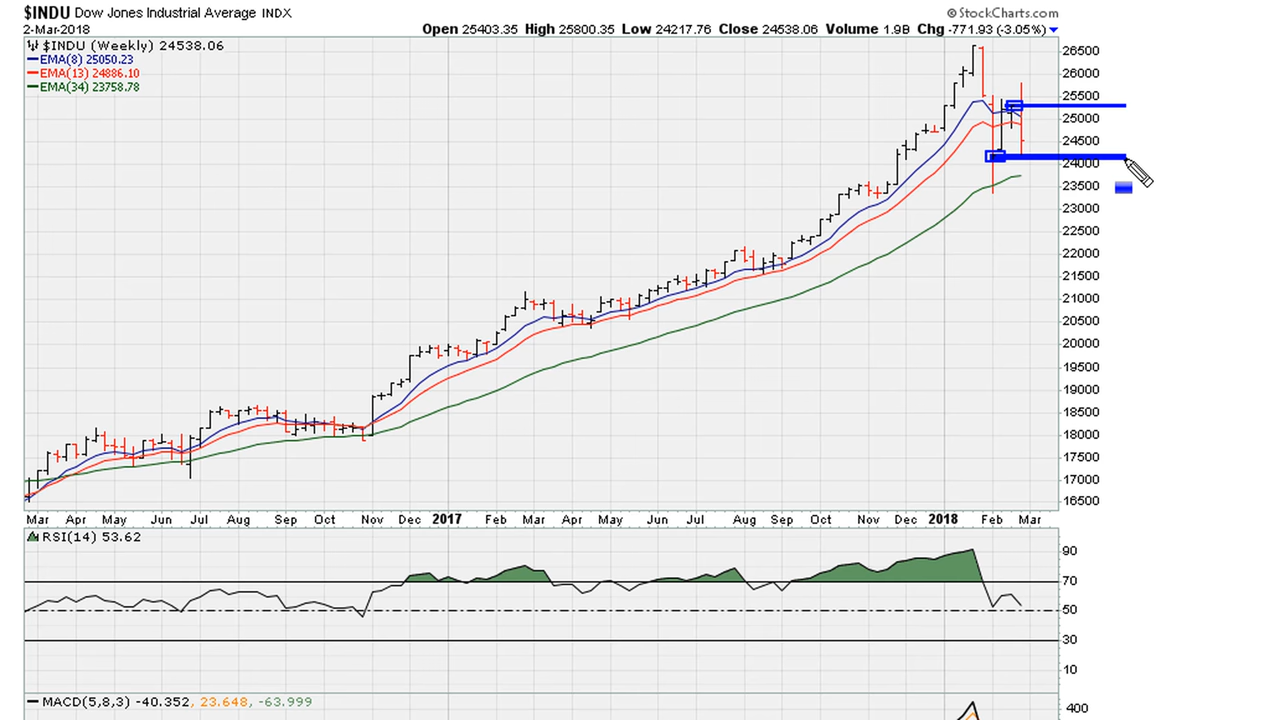 $INDU Dow Jones Industrial Average INDX
© StockCharts.com
2-Mar-2018
Open 25403.35 High 25800.35 Low 24217.76 Close 24538.06 Volume 1.9B Chg -771.93 (-3.05%)
$INDU (Weekly) 24538.06
EMA(8) 25050.23
EMA(13) 24886.10
EMA(34) 23758.78
26500
26000
25500
25000
24500
24000
23500
23000
22500
22000
21500
21000
20500
20000
19500
19000
18500
18000
17500
17000
16500
Mar Apr May Jun Jul Aug Sep Oct Nov Dec 2017 Feb Mar Apr May Jun Jul Aug Sep Oct Nov Dec 2018 Feb Mar
RSI(14) 53.62
90
70
50
30
10
MACD(5,8,3) -40.352, 23.648, -63.999
400